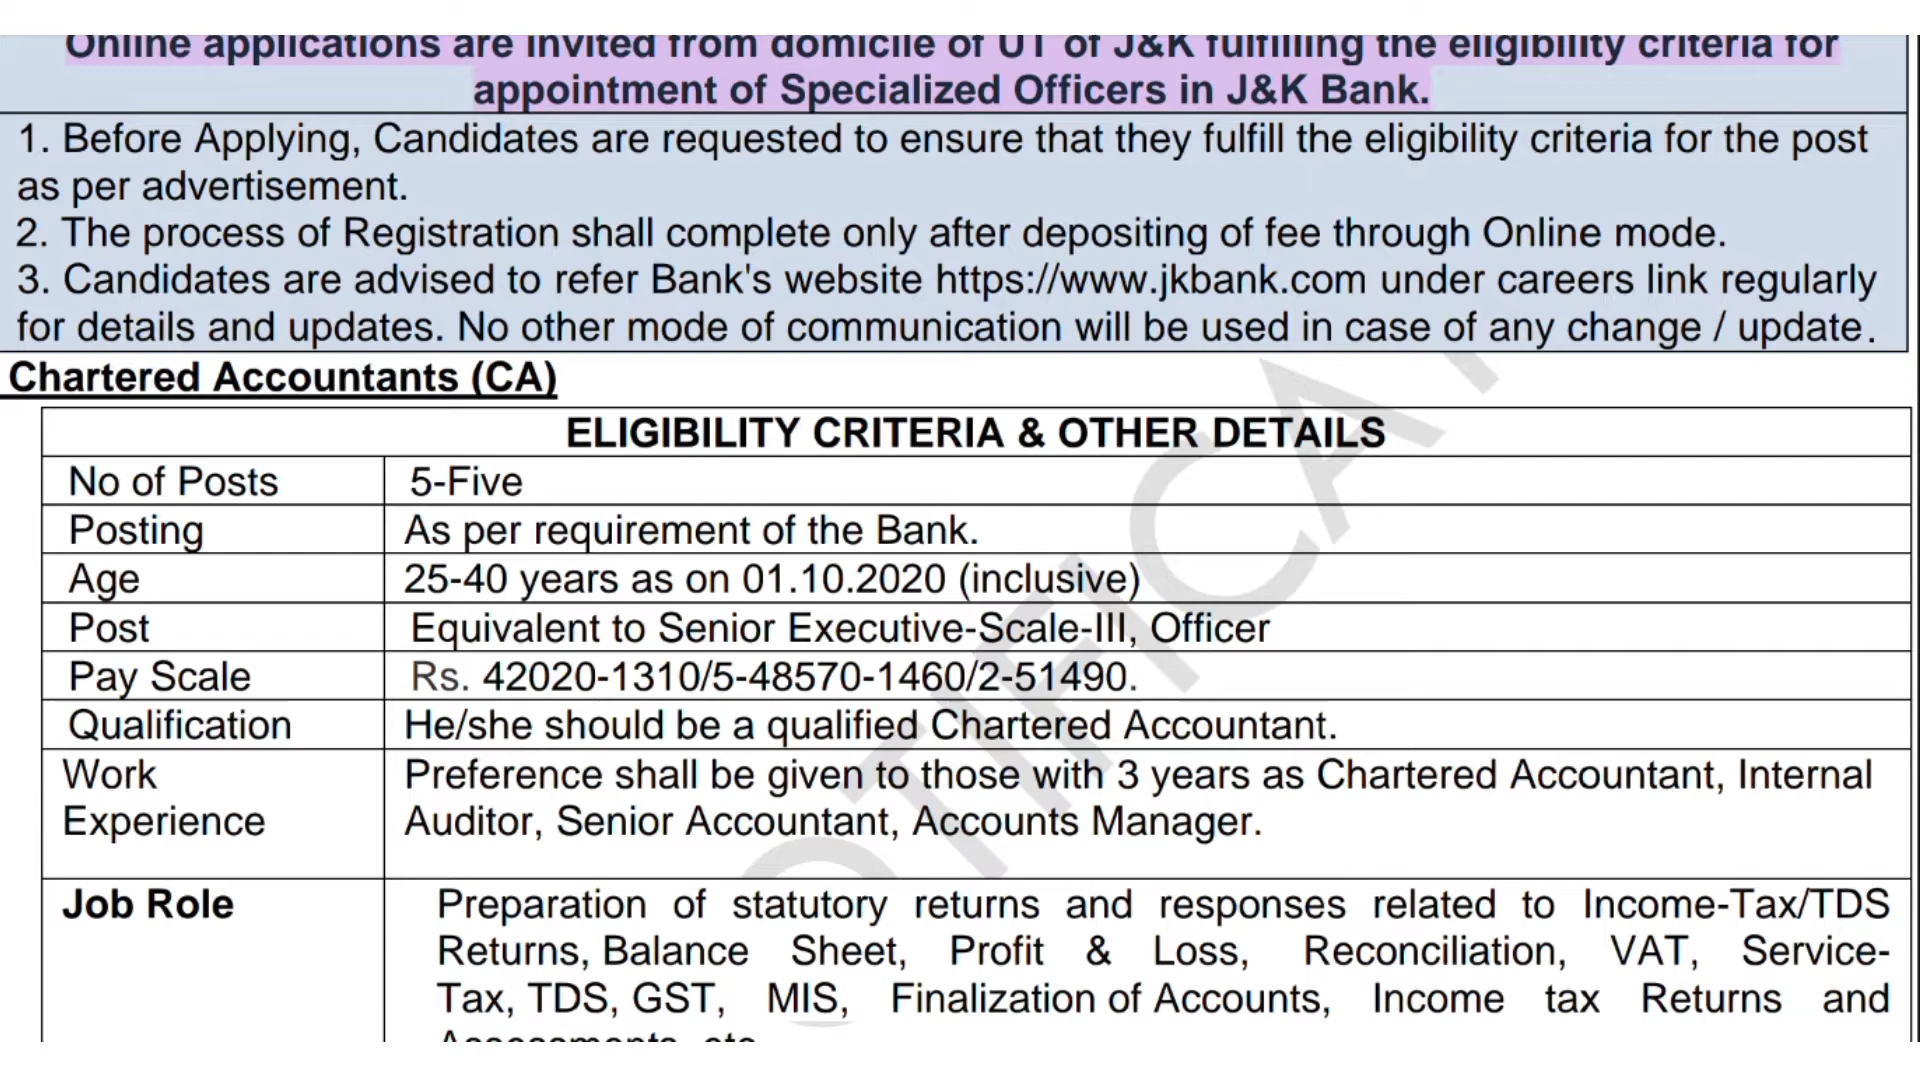 Online applications are invited from domicile of UT of J&K fulfilling the eligibility criteria for
appointment of Specialized Officers in J&K Bank.
1. Before Applying, Candidates are requested to ensure that they fulfill the eligibility criteria for the post
as per advertisement.
2. The process of Registration shall complete only after depositing of fee through Online mode.
3. Candidates are advised to refer Bank's website https://www.jkbank.com under careers link regularly
for details and updates. No other mode of communication will be used in case of any change / update.
Chartered Accountants (CA)
ELIGIBILITY CRITERIA & OTHER DETAILS
No of Posts 5-Five
Posting As per requirement of the Bank.
Age 25-40 years as on 01.10.2020 (inclusive)
Post Equivalent to Senior Executive-Scale-III, Officer
Pay Scale Rs. 42020-1310/5-48570-1460/2-51490.
Qualification He/she should be a qualified Chartered Accountant.
Work Preference shall be given to those with 3 years as Chartered Accountant, Internal
Experience Auditor, Senior Accountant, Accounts Manager.
Job Role Preparation of statutory returns and responses related to Income-Tax/TDS
Returns, Balance Sheet, Profit & Loss, Reconciliation, VAT, Service-
Tax, TDS, GST, MIS, Finalization of Accounts, Income tax Returns and